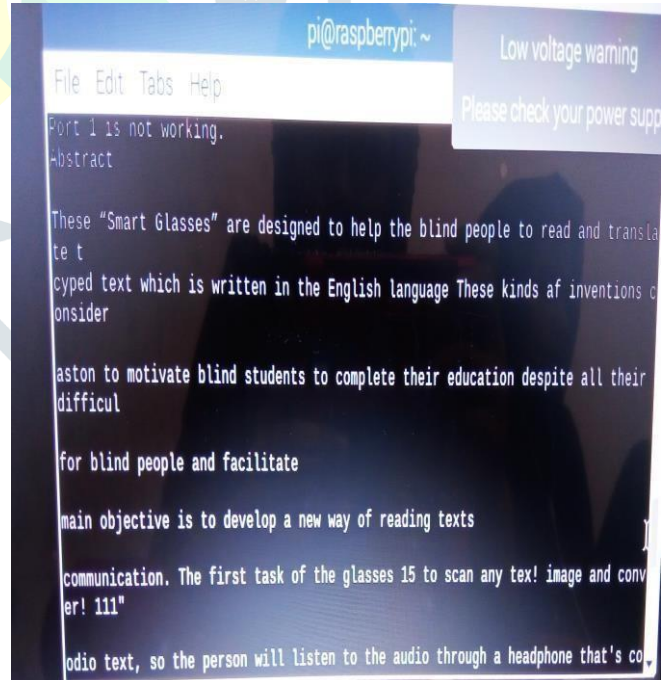 pi@raspberrypi: ~
Low voltage warning
Please check your power supp
File Edit Tabs Help
Port 1 is not working.
Abstract
These “Smart Glasses” are designed to help the blind people to read and transla
te t
cyped text which is written in the English language These kinds af inventions c
onsider
aston to motivate blind students to complete their education despite all their
difficul
for blind people and facilitate
main objective is to develop a new way of reading texts
communication. The first task of the glasses 15 to scan any tex! image and conv
er! 111"
odio text, so the person will listen to the audio through a headphone that's co